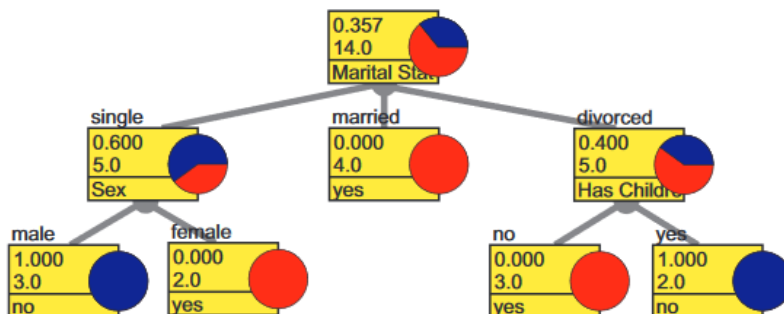 0.357
14.0
Marital Stat
single
0.600
5.0
Sex
married
0.000
4.0
yes
divorced
0.400
5.0
Has Childre
male
1.000
3.0
no
female
0.000
2.0
yes
no
0.000
3.0
yes
yes
1.000
2.0
no